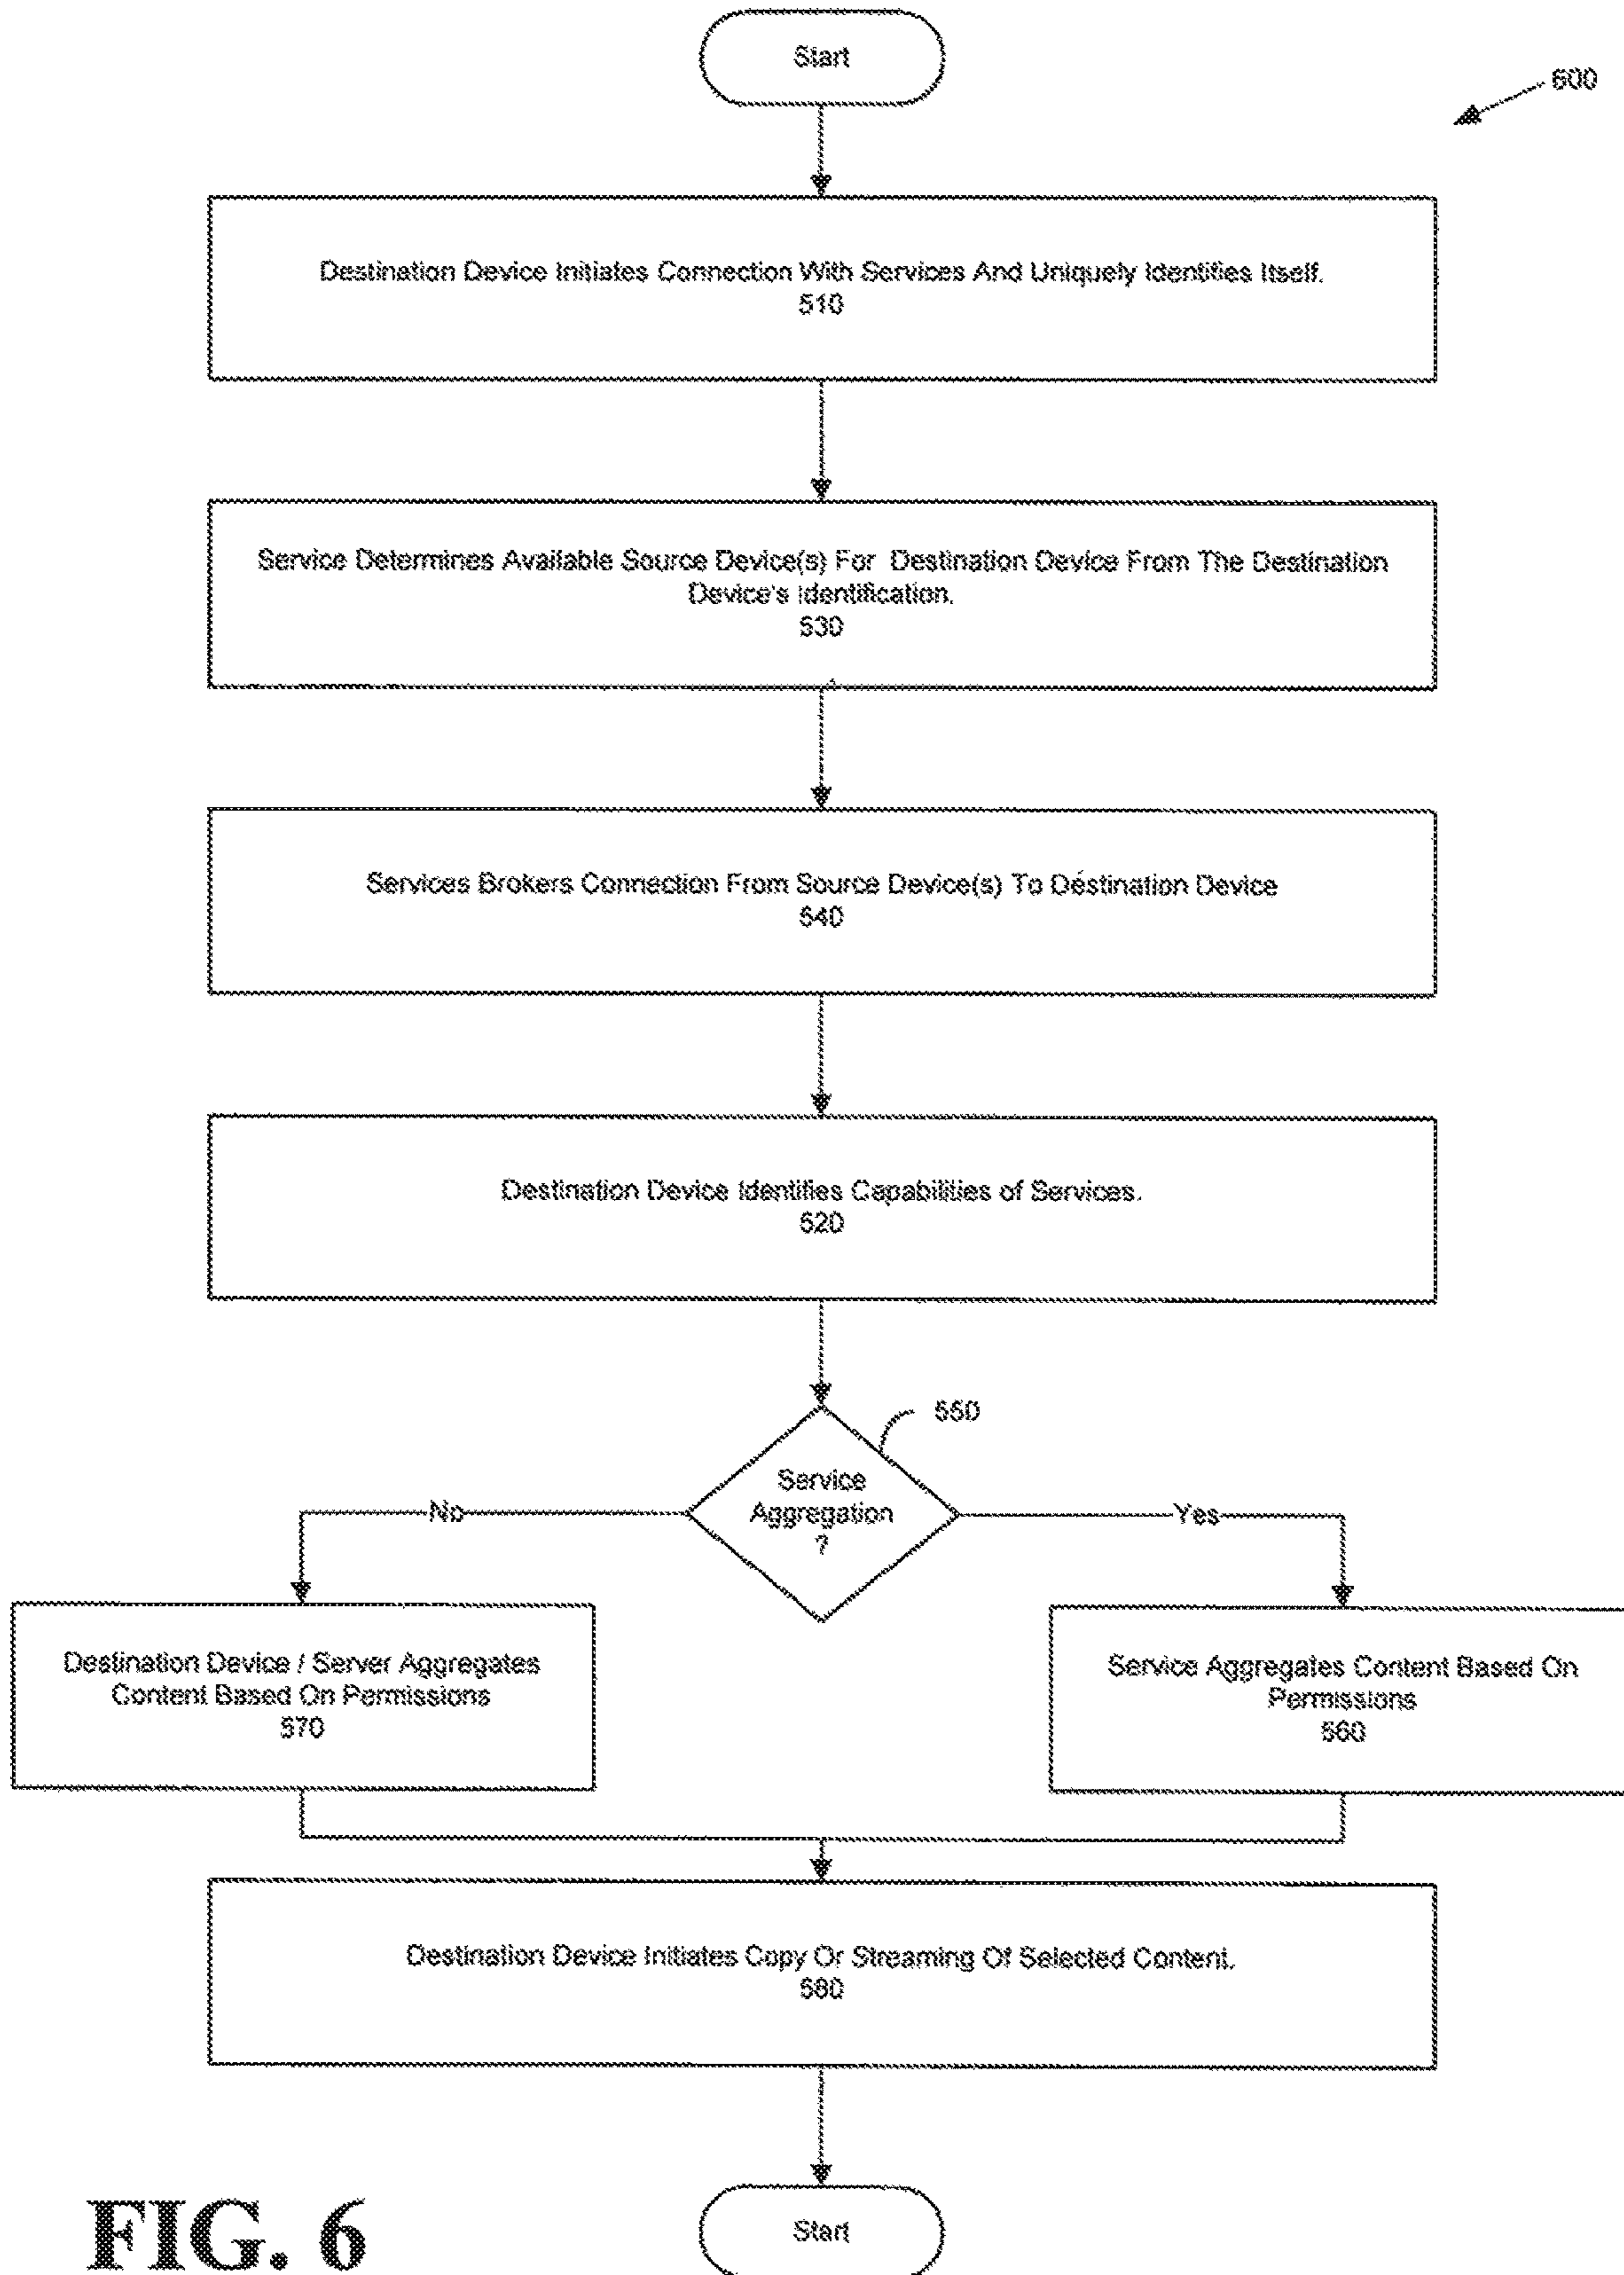 Start
600
Destination Device Initiates Connection With Services And Uniquely Identifies Itself.
510
Service Determines Available Source Device(s) For Destination Device From The Destination
Device's Identification.
530
Services Brokers Connection From Source Device(s) To Destination Device
540
Destination Device Identifies Capabilities of Services.
520
550
Service
Aggregation
?
No
Yes
Destination Device / Server Aggregates
Content Based On Permissions
570
Service Aggregates Content Based On
Permissions
560
Destination Device Initiates Copy Or Streaming Of Selected Content.
580
Start
FIG. 6